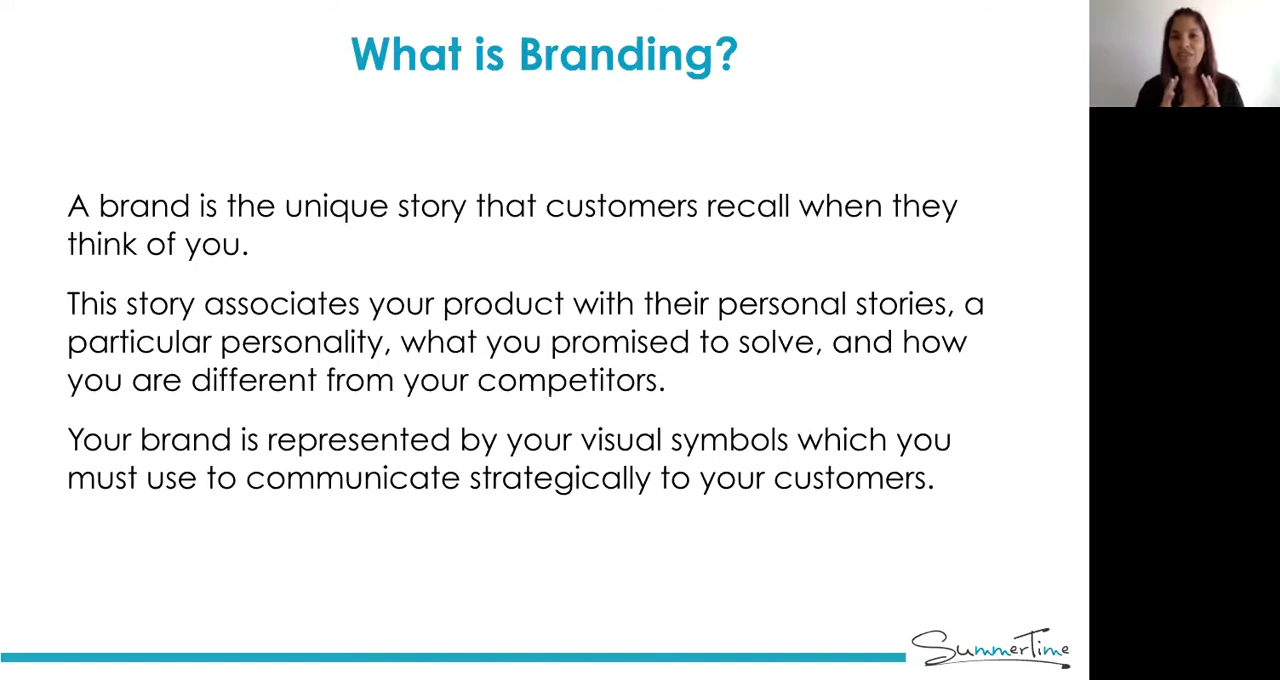 What is Branding?
A brand is the unique story that customers recall when they
think of you.
This story associates your product with their personal stories, a
particular personality, what you promised to solve, and how
you are different from your competitors.
Your brand is represented by your visual symbols which you
must use to communicate strategically to your customers.
SummerTime